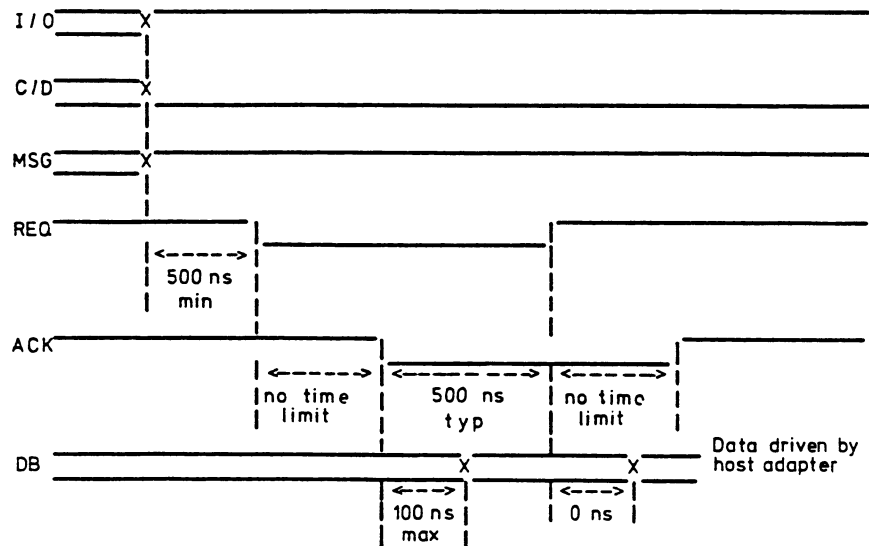 I/O
C/D
MSG
REQ
500 ns
min
ACK
no time
limit
500 ns
typ
no time
limit
DB
Data driven by
host adapter
100 ns
max
0 ns